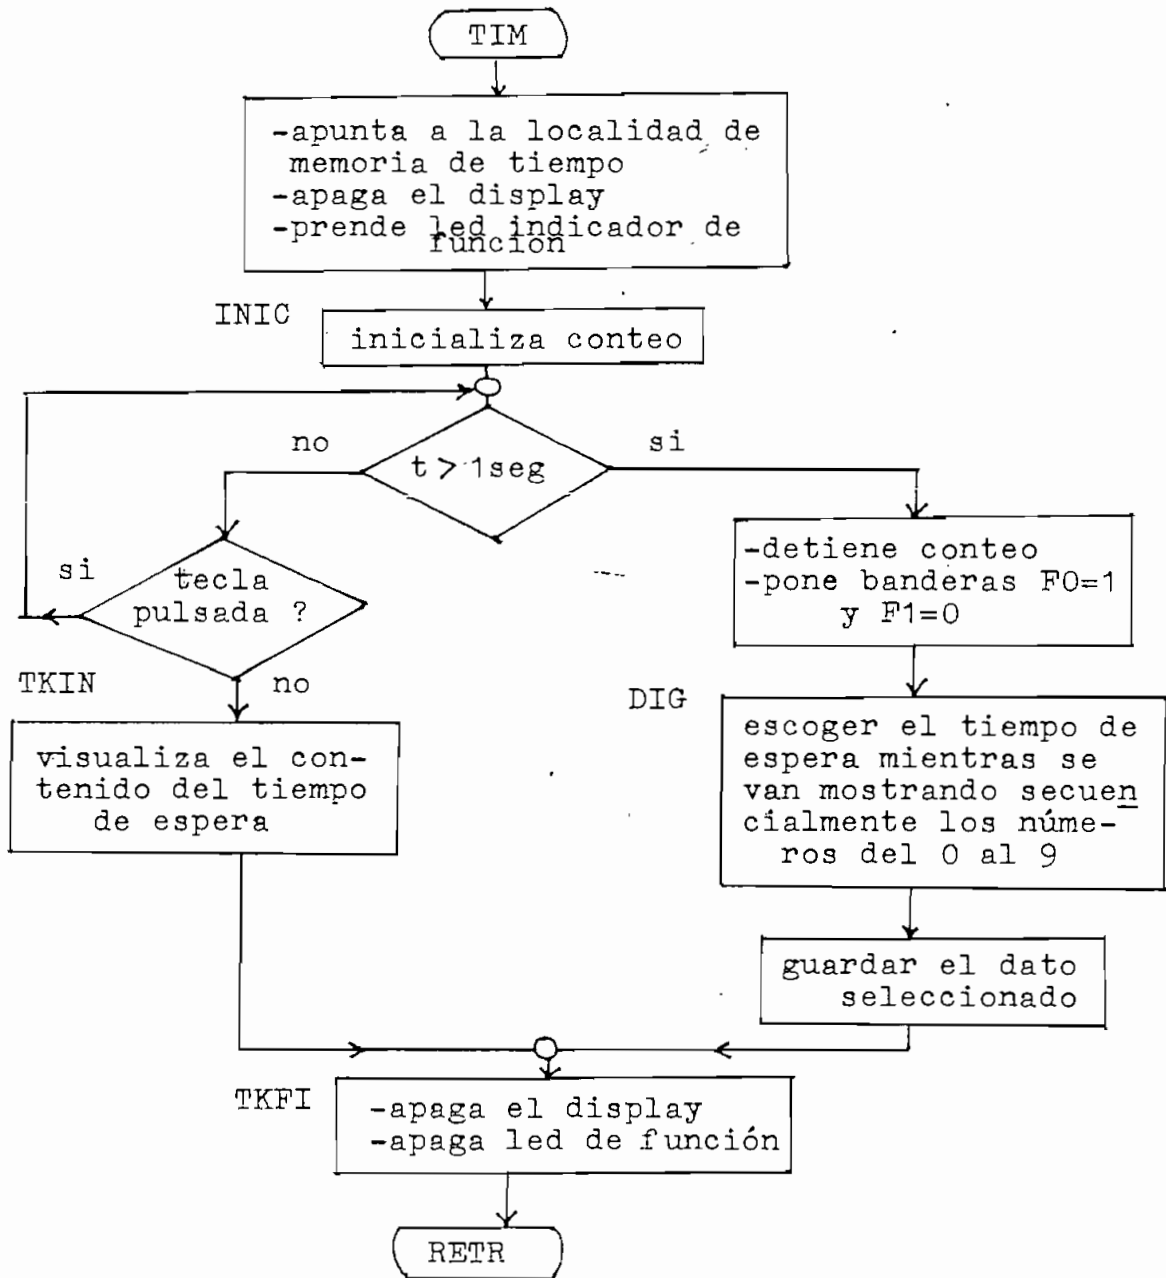 TIM
-apunta a la localidad de
memoria de tiempo
-apaga el display
-prende led indicador de
función
INIC
inicializa conteo
no
si
t > 1seg
si
tecla
pulsada ?
-detiene conteo
-pone banderas F0=1
y F1=0
TKIN
no
DIG
visualiza el con-
tenido del tiempo
de espera
escoger el tiempo de
espera mientras se
van mostrando secuen
cialmente los núme-
ros del 0 al 9
guardar el dato
seleccionado
TKFI
-apaga el display
-apaga led de función
RETR